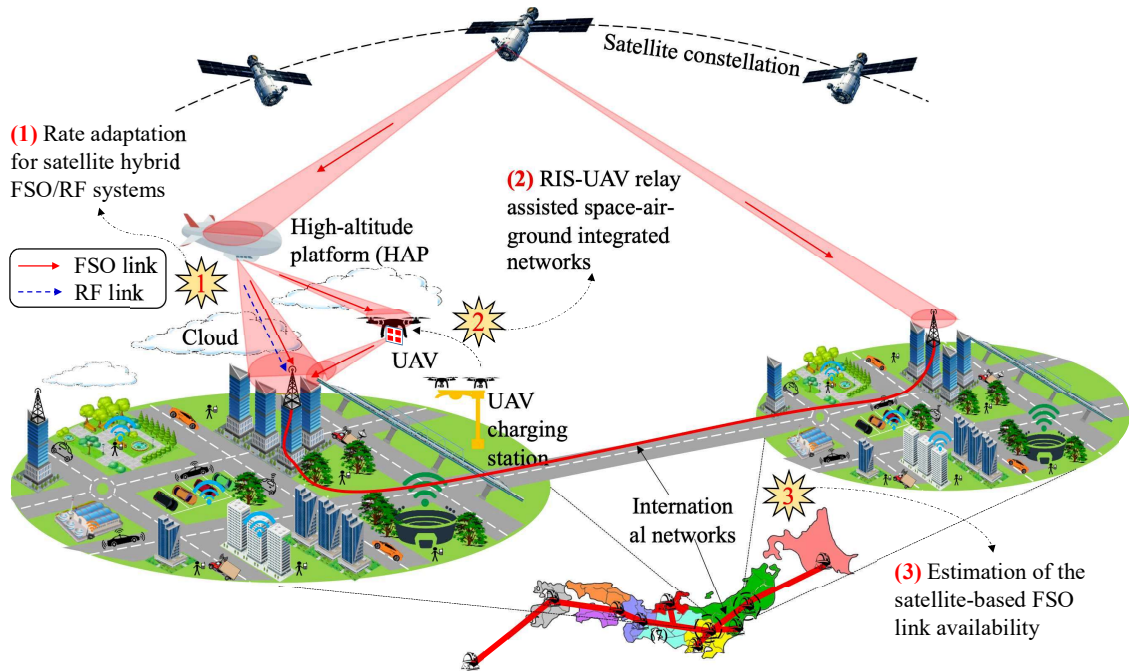 Satellite constellation
(1) Rate adaptation
for satellite hybrid
FSO/RF systems
(2) RIS-UAV relay
assisted space-air-
ground integrated
networks
High-altitude
platform (HAP
FSO link
RF link
1
2
Cloud
UAV
UAV
charging
station
3
Internation
al networks
(3) Estimation of the
satellite-based FSO
link availability